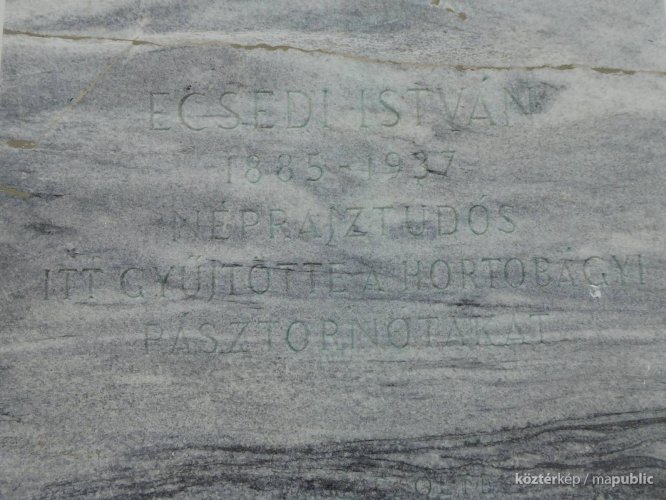 ECSEDI ISTVÁN
1885-1937
NÉPRAJZTUDÓS
ITT GYŰJTÖTTE A HORTOBÁGYI
PÁSZTORNÓTÁKAT
köztérkép / mapublic